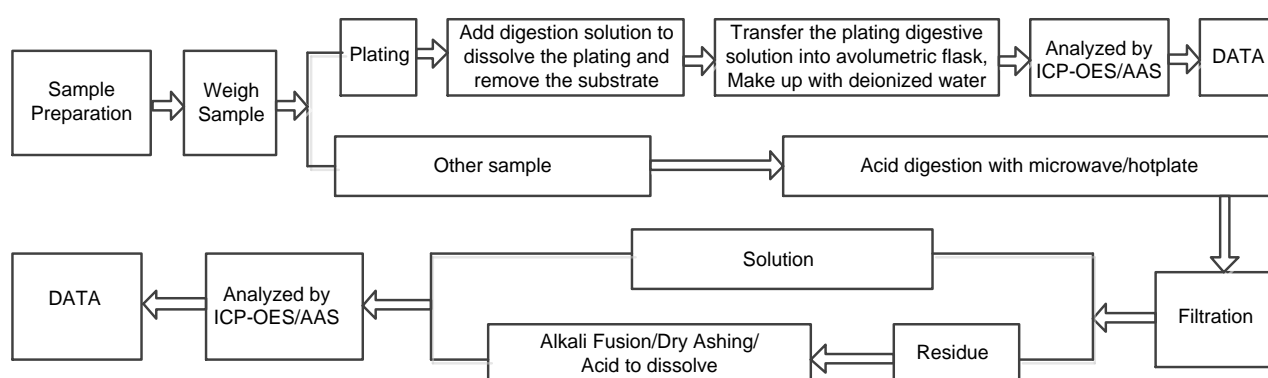 Sample
Preparation
Weigh
Sample
Plating
Add digestion solution to
dissolve the plating and
remove the substrate
Transfer the plating digestive
solution into avolumetric flask,
Make up with deionized water
Analyzed by
ICP-OES/AAS
DATA
Other sample
Acid digestion with microwave/hotplate
Filtration
Solution
Residue
Alkali Fusion/Dry Ashing/
Acid to dissolve
Analyzed by
ICP-OES/AAS
DATA